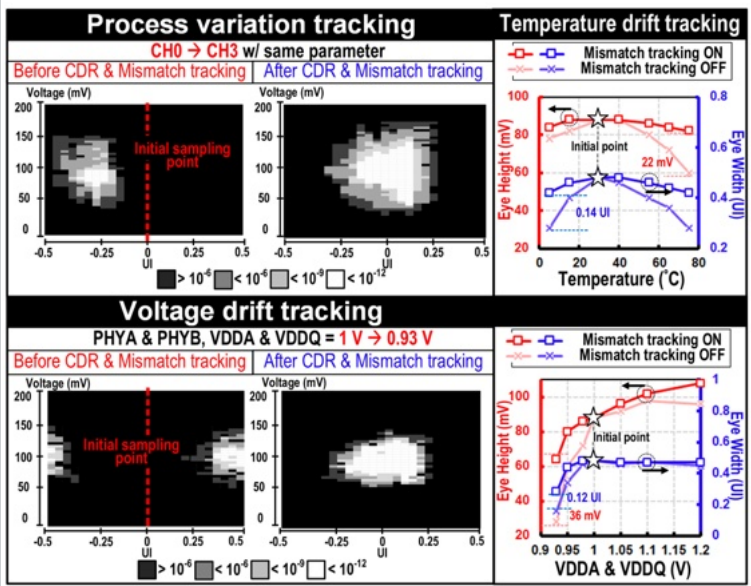 Process variation tracking
CH0 → CH3 w/ same parameter
Before CDR & Mismatch tracking
After CDR & Mismatch tracking
Voltage (mV)
200
150
100
50
0
Initial sampling
point
-0.5
-0.25
0
0.25
0.5
UI
Voltage (mV)
200
150
100
50
0
-0.5
-0.25
0
0.25
0.5
UI
> 10-6
< 10-6
< 10-9
< 10-12
Temperature drift tracking
Mismatch tracking ON
Mismatch tracking OFF
Eye Height (mV)
100
80
60
40
20
Initial point
22 mV
0.14 UI
0.8
0.6
0.4
0.2
Eye Width (UI)
0
20
40
60
80
Temperature (˚C)
Voltage drift tracking
PHYA & PHYB, VDDA & VDDQ = 1 V → 0.93 V
Before CDR & Mismatch tracking
After CDR & Mismatch tracking
Voltage (mV)
200
150
100
50
0
Initial sampling
point
-0.5
-0.25
0
0.25
0.5
UI
Voltage (mV)
200
150
100
50
0
-0.5
-0.25
0
0.25
0.5
UI
> 10-6
< 10-6
< 10-9
< 10-12
Mismatch tracking ON
Mismatch tracking OFF
Eye Height (mV)
100
80
60
40
20
Initial point
0.12 UI
36 mV
1
0.8
0.6
0.4
0.2
0
Eye Width (UI)
0.9
0.95
1
1.05
1.1
1.2
VDDA & VDDQ (V)